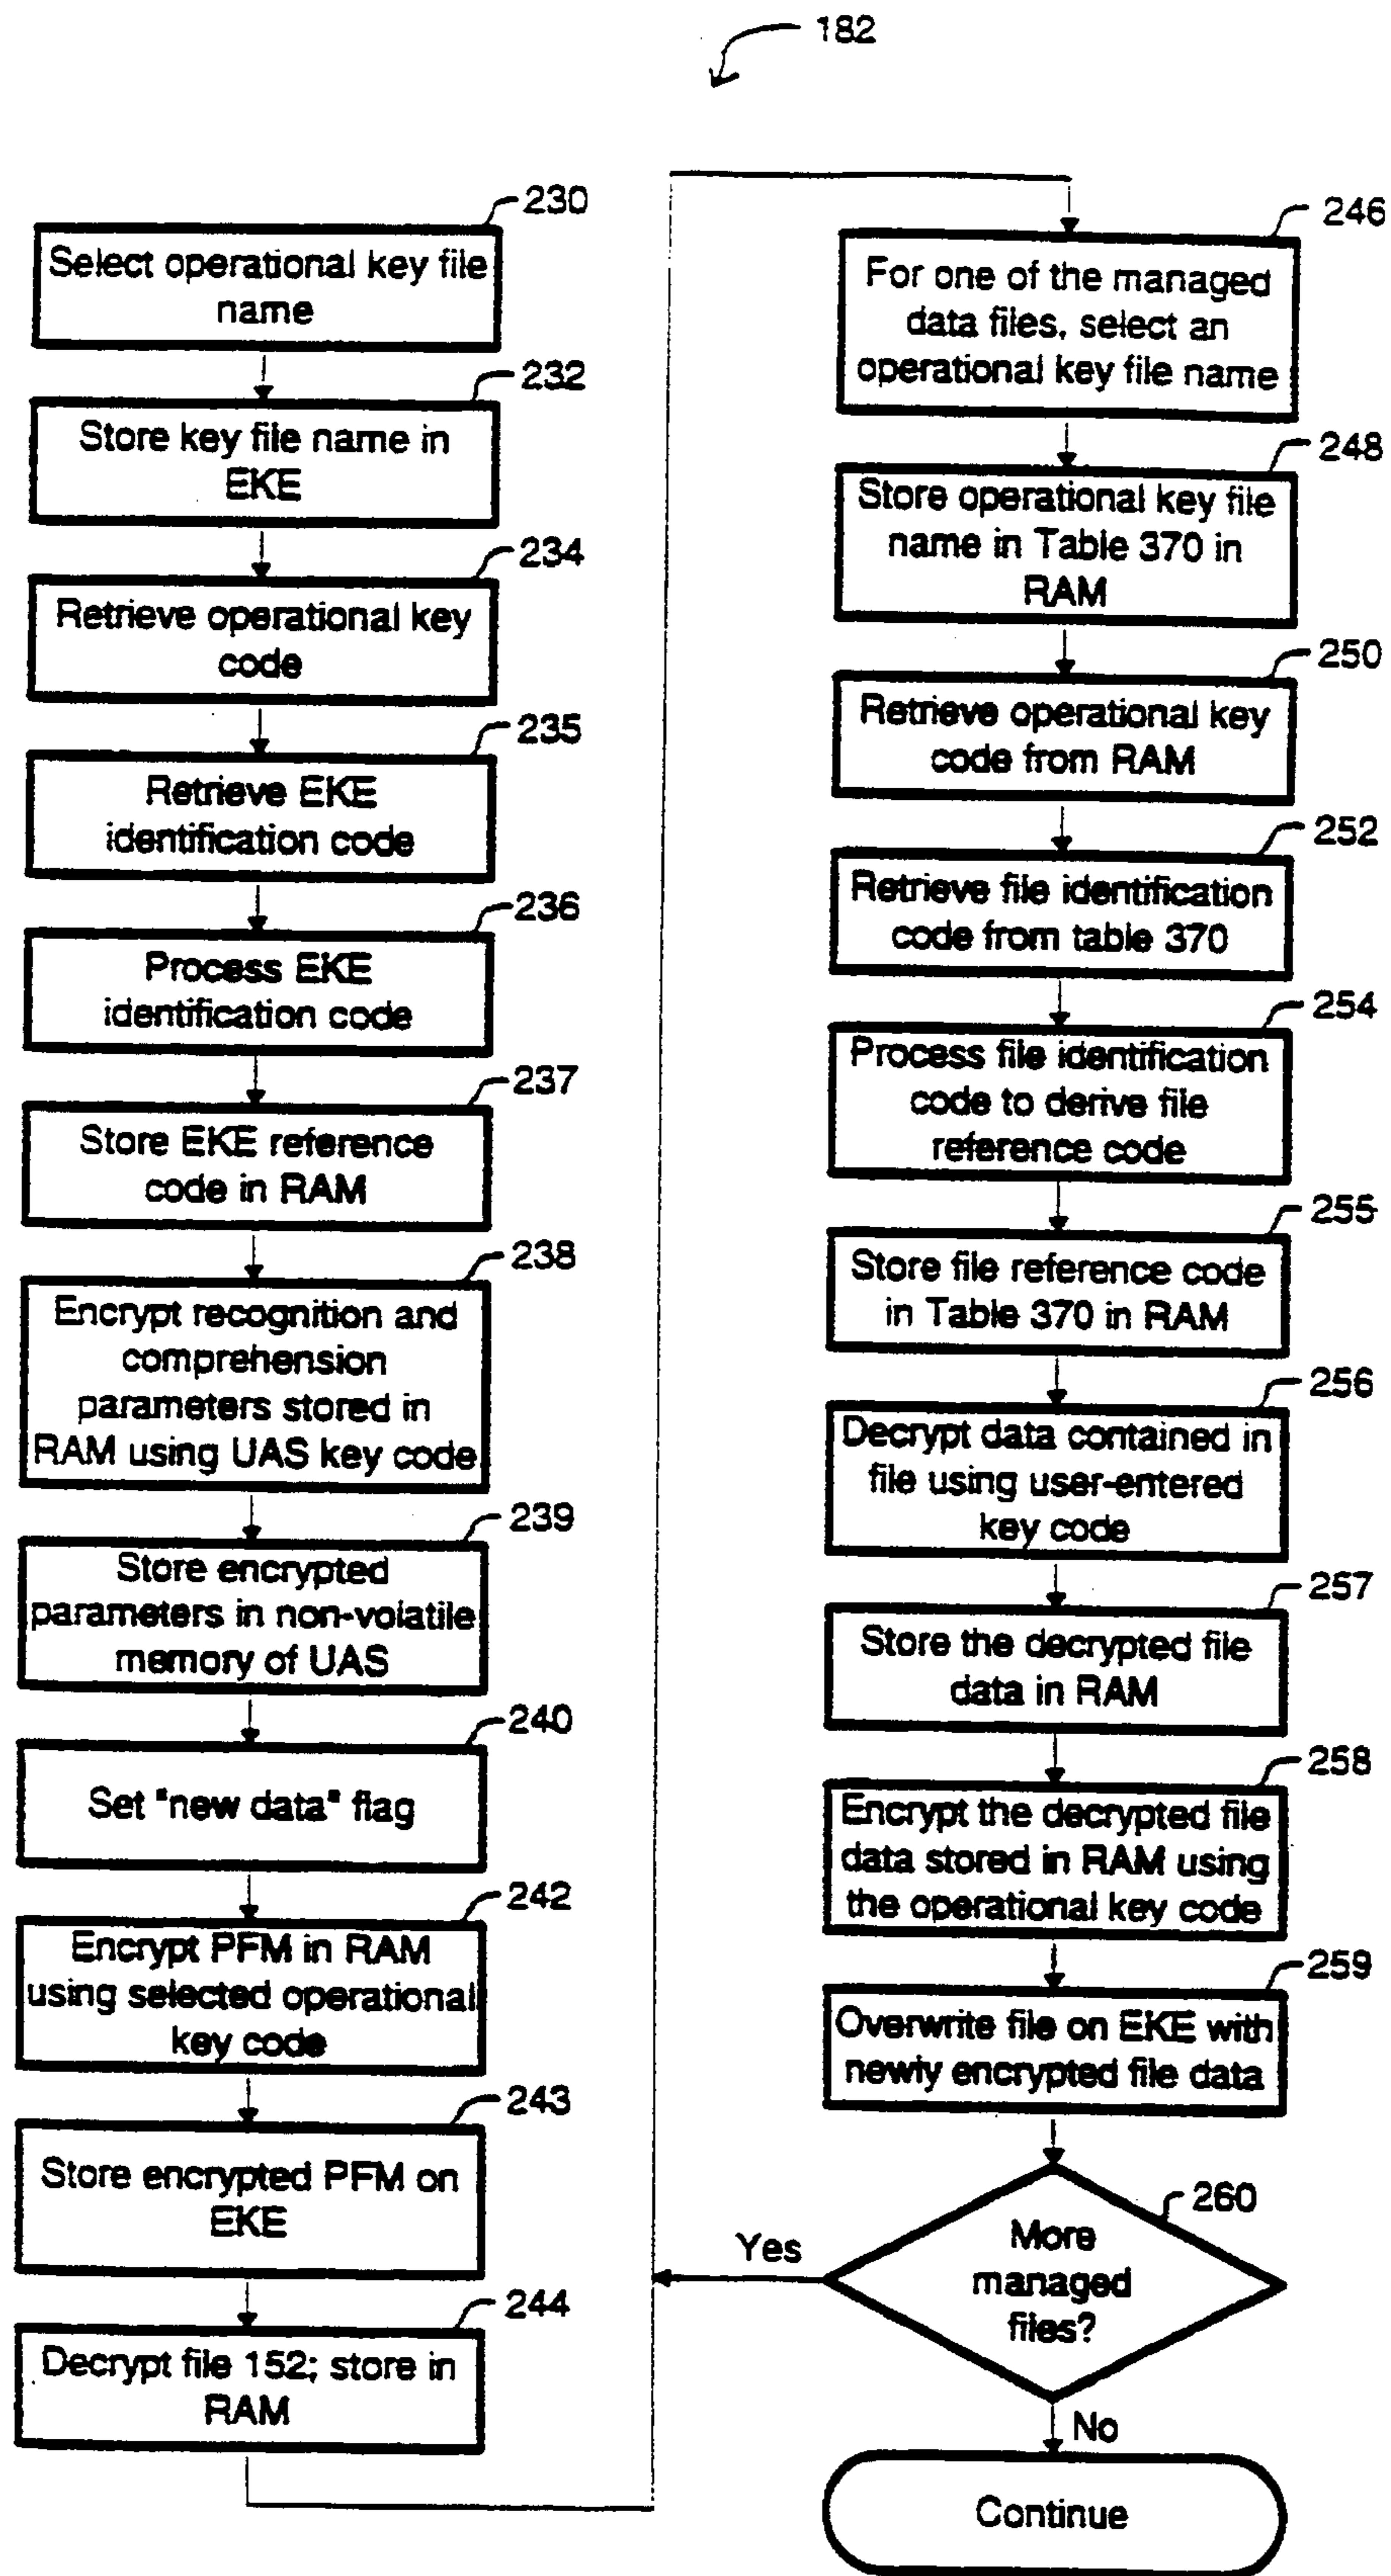 182
230
Select operational key file
name
232
Store key file name in
EKE
234
Retrieve operational key
code
235
Retrieve EKE
identification code
236
Process EKE
identification code
237
Store EKE reference
code in RAM
238
Encrypt recognition and
comprehension
parameters stored in
RAM using UAS key code
239
Store encrypted
parameters in non-volatile
memory of UAS
240
Set "new data" flag
242
Encrypt PFM in RAM
using selected operational
key code
243
Store encrypted PFM on
EKE
244
Decrypt file 152; store in
RAM
246
For one of the managed
data files, select an
operational key file name
248
Store operational key file
name in Table 370 in
RAM
250
Retrieve operational key
code from RAM
252
Retrieve file identification
code from table 370
254
Process file identification
code to derive file
reference code
255
Store file reference code
in Table 370 in RAM
256
Decrypt data contained in
file using user-entered
key code
257
Store the decrypted file
data in RAM
258
Encrypt the decrypted file
data stored in RAM using
the operational key code
259
Overwrite file on EKE with
newly encrypted file data
260
More
managed
files?
Yes
No
Continue